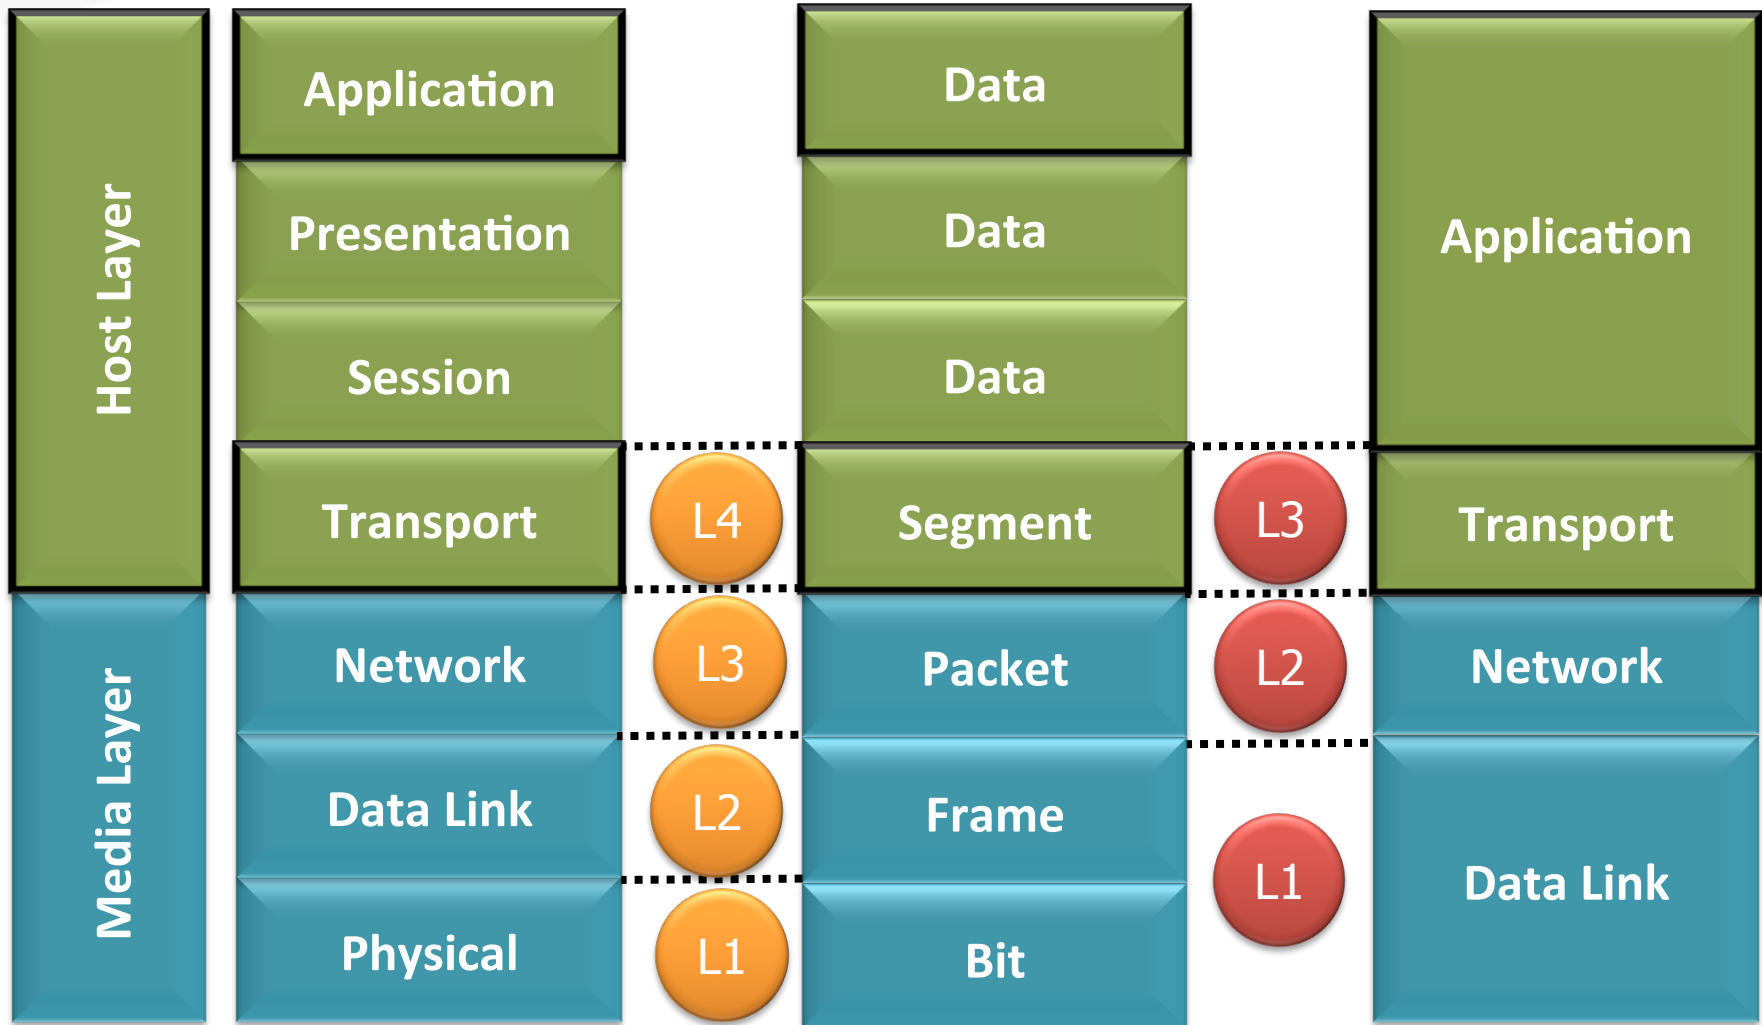 Host Layer
Media Layer
Application
Presentation
Session
Transport
Network
Data Link
Physical
L4
L3
L2
L1
Data
Data
Data
Segment
Packet
Frame
Bit
L3
L2
L1
Application
Transport
Network
Data Link